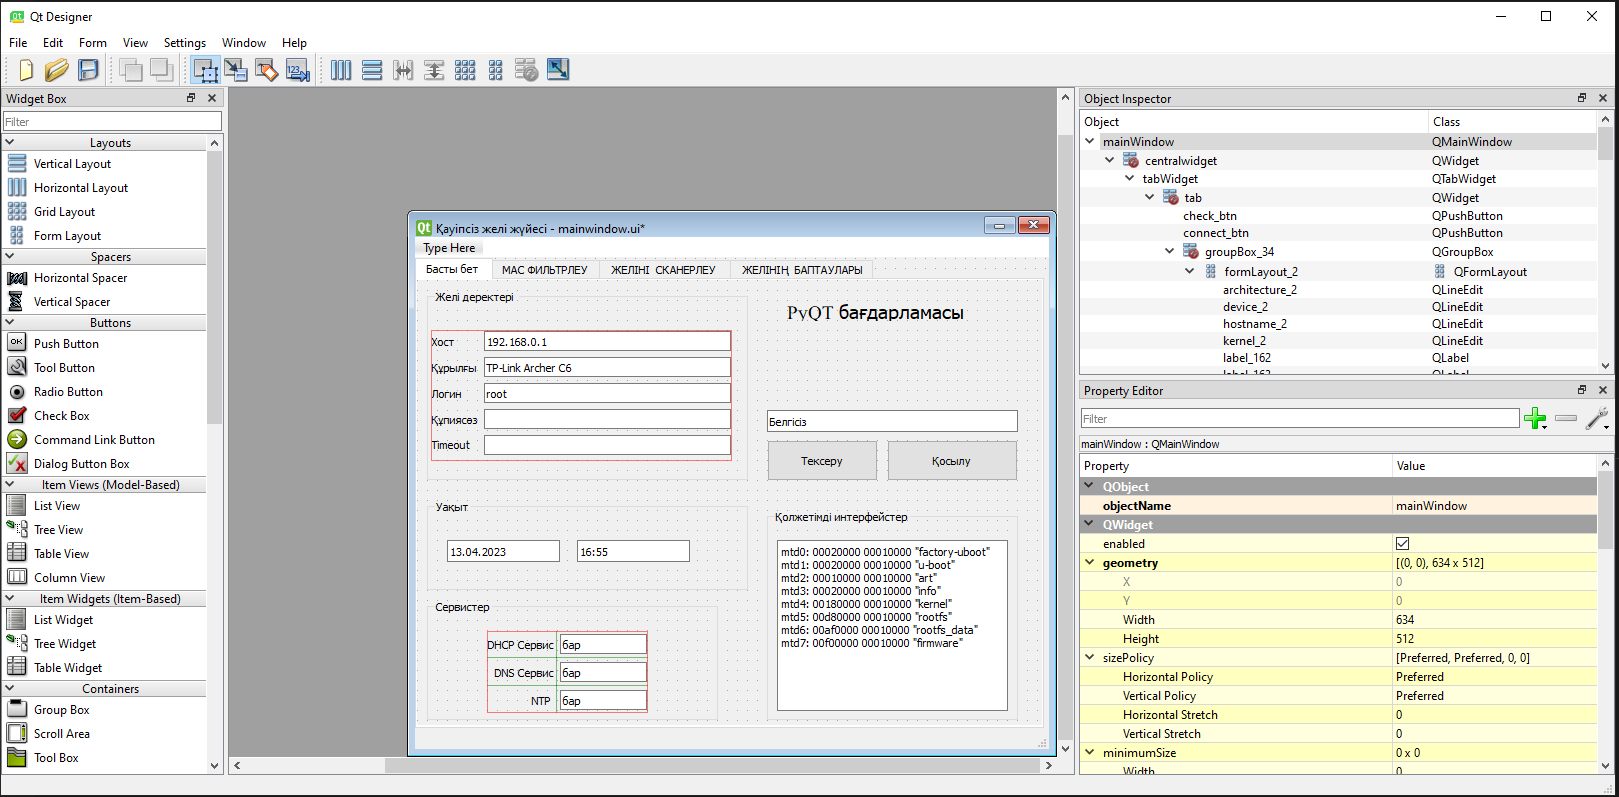 Qt Designer
File Edit Form View Settings Window Help
Widget Box
Filter
Layouts
Vertical Layout
Horizontal Layout
Grid Layout
Form Layout
Spacers
Horizontal Spacer
Vertical Spacer
Buttons
Push Button
Tool Button
Radio Button
Check Box
Command Link Button
Dialog Button Box
Item Views (Model-Based)
List View
Tree View
Table View
Column View
Item Widgets (Item-Based)
List Widget
Tree Widget
Table Widget
Containers
Group Box
Scroll Area
Tool Box
Қауіпсіз желі жүйесі - mainwindow.ui*
Type Here
Басты бет МАС ФИЛЬТРЛЕУ ЖЕЛІНІ СКАНЕРЛЕУ ЖЕЛІНІҢ БАПТАУЛАРЫ
Желі деректері
Хост 192.168.0.1
Құрылғы TP-Link Archer C6
Логин root
Құпиясөз
Timeout
PyQT бағдарламасы
Белгісіз
Тексеру Қосылу
Уақыт
13.04.2023 16:55
Сервистер
DHCP Сервис бар
DNS Сервис бар
NTP бар
Қолжетімді интерфейстер
mtd0: 00020000 00010000 "factory-uboot"
mtd1: 00020000 00010000 "u-boot"
mtd2: 00010000 00010000 "art"
mtd3: 00020000 00010000 "info"
mtd4: 00180000 00010000 "kernel"
mtd5: 00d80000 00010000 "rootfs"
mtd6: 00af0000 00010000 "rootfs_data"
mtd7: 00f00000 00010000 "firmware"
Object Inspector
Object Class
mainWindow QMainWindow
centralwidget QWidget
tabWidget QTabWidget
tab QWidget
check_btn QPushButton
connect_btn QPushButton
groupBox_34 QGroupBox
formLayout_2 QFormLayout
architecture_2 QLineEdit
device_2 QLineEdit
hostname_2 QLineEdit
kernel_2 QLineEdit
label_162 QLabel
Property Editor
Filter
mainWindow : QMainWindow
Property Value
QObject
objectName mainWindow
QWidget
enabled
geometry [(0, 0), 634 x 512]
X 0
Y 0
Width 634
Height 512
sizePolicy [Preferred, Preferred, 0, 0]
Horizontal Policy Preferred
Vertical Policy Preferred
Horizontal Stretch 0
Vertical Stretch 0
minimumSize 0 x 0
Width 0